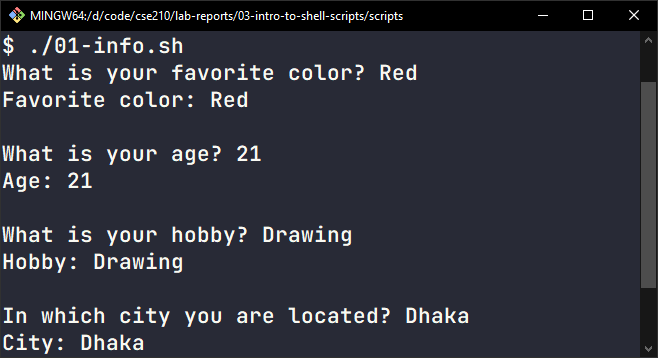 MINGW64:/d/code/cse210/lab-reports/03-intro-to-shell-scripts/scripts
$ ./01-info.sh
What is your favorite color? Red
Favorite color: Red
What is your age? 21
Age: 21
What is your hobby? Drawing
Hobby: Drawing
In which city you are located? Dhaka
City: Dhaka